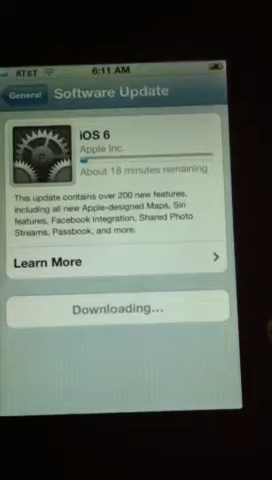 AT&T 6:11 AM
General Software Update
iOS 6
Apple Inc.
About 18 minutes remaining
This update contains over 200 new features,
including all new Apple-designed Maps, Siri
features, Facebook integration, Shared Photo
Streams, Passbook, and more.
Learn More
Downloading...